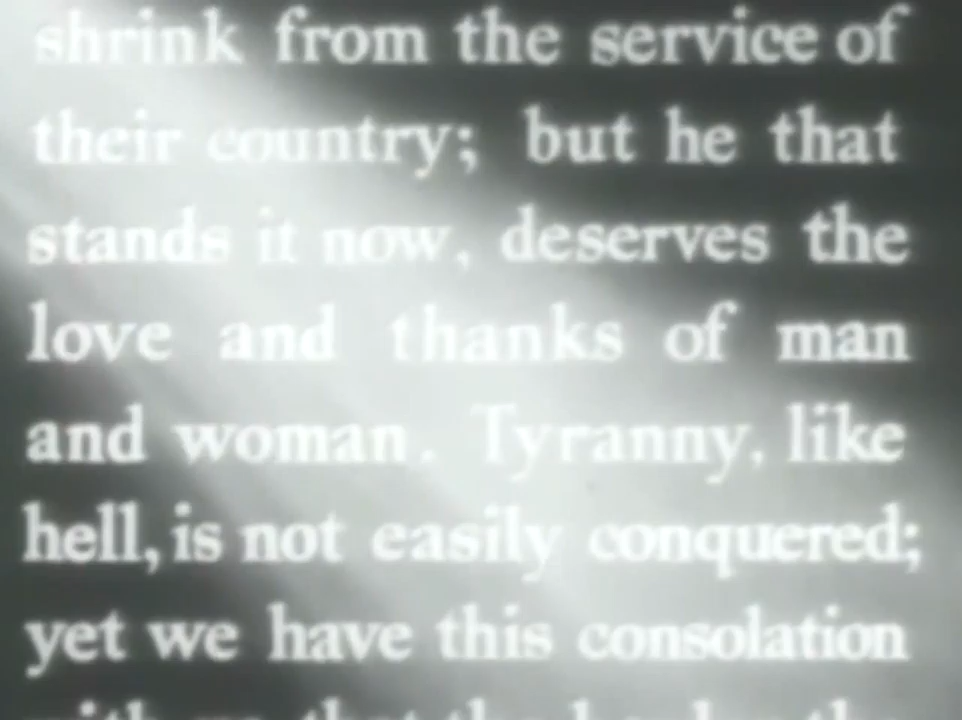 shrink from the service of
their country; but he that
stands it now, deserves the
love and thanks of man
and woman. Tyranny, like
hell, is not easily conquered;
yet we have this consolation